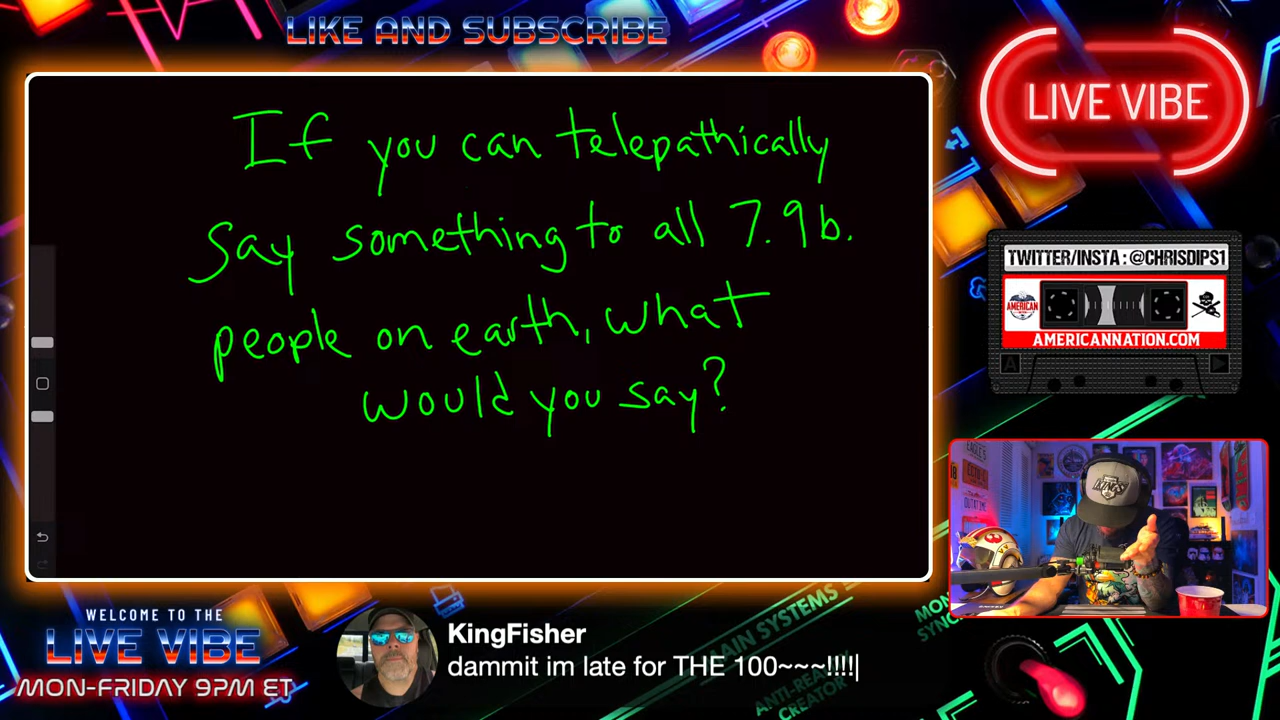 LIKE AND SUBSCRIBE
If you can telepathically
say something to all 7.9 b.
people on earth, what
would you say?
LIVE VIBE
TWITTER/INSTA : @CHRISDIPS1
AMERICAN
AMERICANNATION.COM
A
WELCOME TO THE
LIVE VIBE
MON-FRIDAY 9PM ET
KingFisher
dammit im late for THE 100~~~!!!!
KINGS